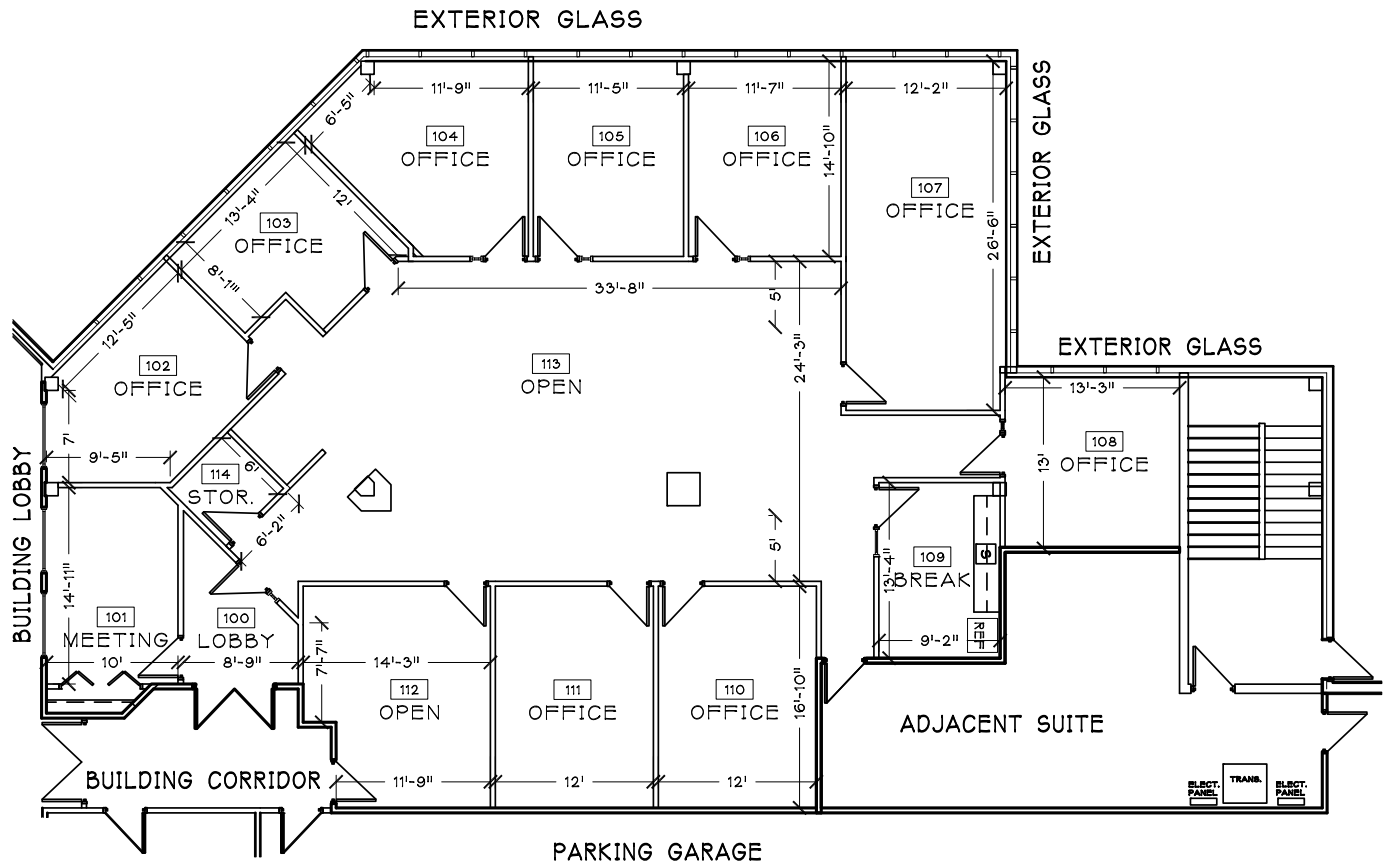 EXTERIOR GLASS
EXTERIOR GLASS
EXTERIOR GLASS
BUILDING LOBBY
11'-9"
11'-5"
11'-7"
12'-2"
6'-5"
104
OFFICE
105
OFFICE
106
OFFICE
14'-10"
107
OFFICE
26'-6"
13'-4"
12'
103
OFFICE
8'-1"
33'-8"
5'
24'-3"
12'-5"
102
OFFICE
113
OPEN
13'-3"
7'
9'-5"
6'
114
STOR.
108
OFFICE
13'
6'-2"
5'
14'-11"
109
BREAK
13'-4"
S
REF
9'-2"
101
MEETING
100
LOBBY
10'
8'-9"
7'-7"
14'-3"
112
OPEN
111
OFFICE
110
OFFICE
16'-10"
ADJACENT SUITE
BUILDING CORRIDOR
11'-9"
12'
12'
ELECT.
PANEL
TRANS.
ELECT.
PANEL
PARKING GARAGE